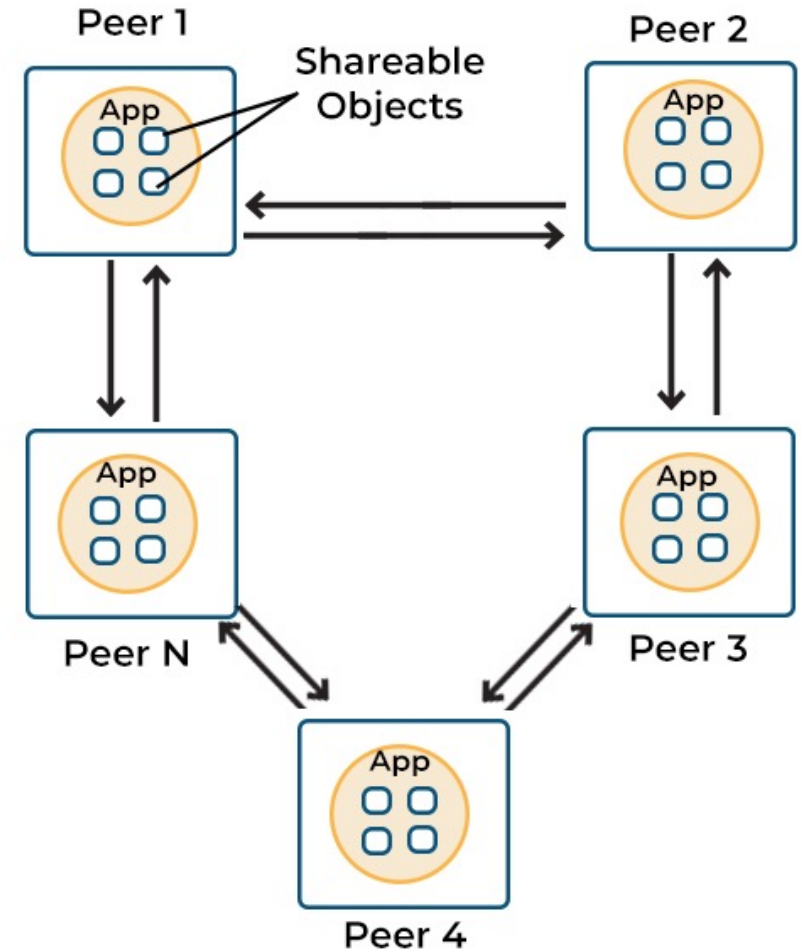 Peer 1
Peer 2
Shareable
Objects
App
App
App
App
Peer N
Peer 3
App
Peer 4